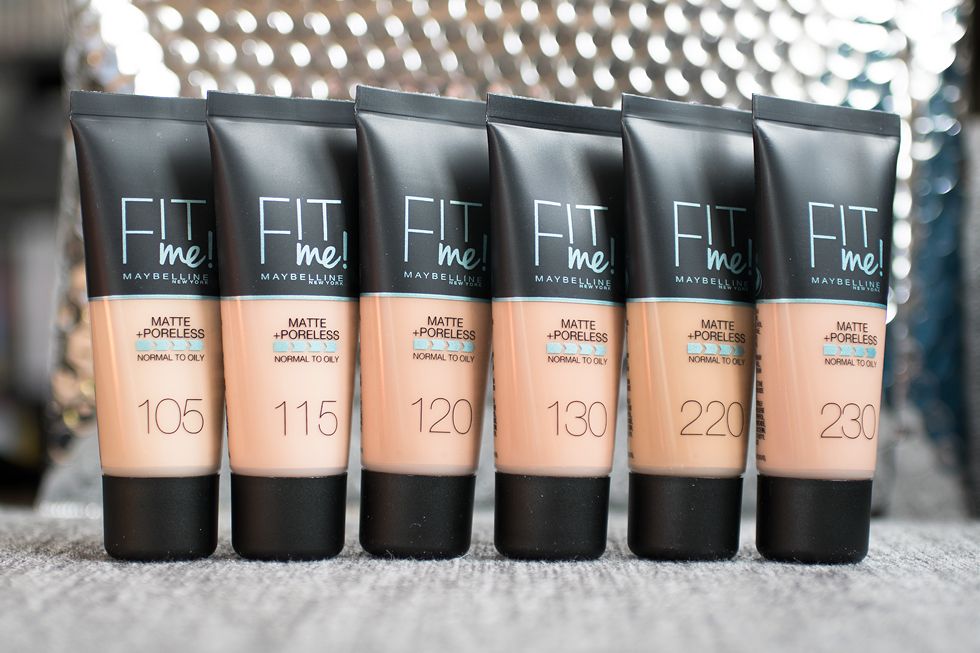 FIT
me!
MAYBELLINE
NEW YORK
MATTE
+PORELESS
NORMAL TO OILY
105
FIT
me!
MAYBELLINE
NEW YORK
MATTE
+PORELESS
NORMAL TO OILY
115
FIT
me!
MAYBELLINE
NEW YORK
MATTE
+PORELESS
NORMAL TO OILY
120
FIT
me!
MAYBELLINE
NEW YORK
MATTE
+PORELESS
NORMAL TO OILY
130
FIT
me!
MAYBELLINE
NEW YORK
MATTE
+PORELESS
NORMAL TO OILY
220
FIT
me!
MAYBELLINE
NEW YORK
MATTE
+PORELESS
NORMAL TO OILY
230